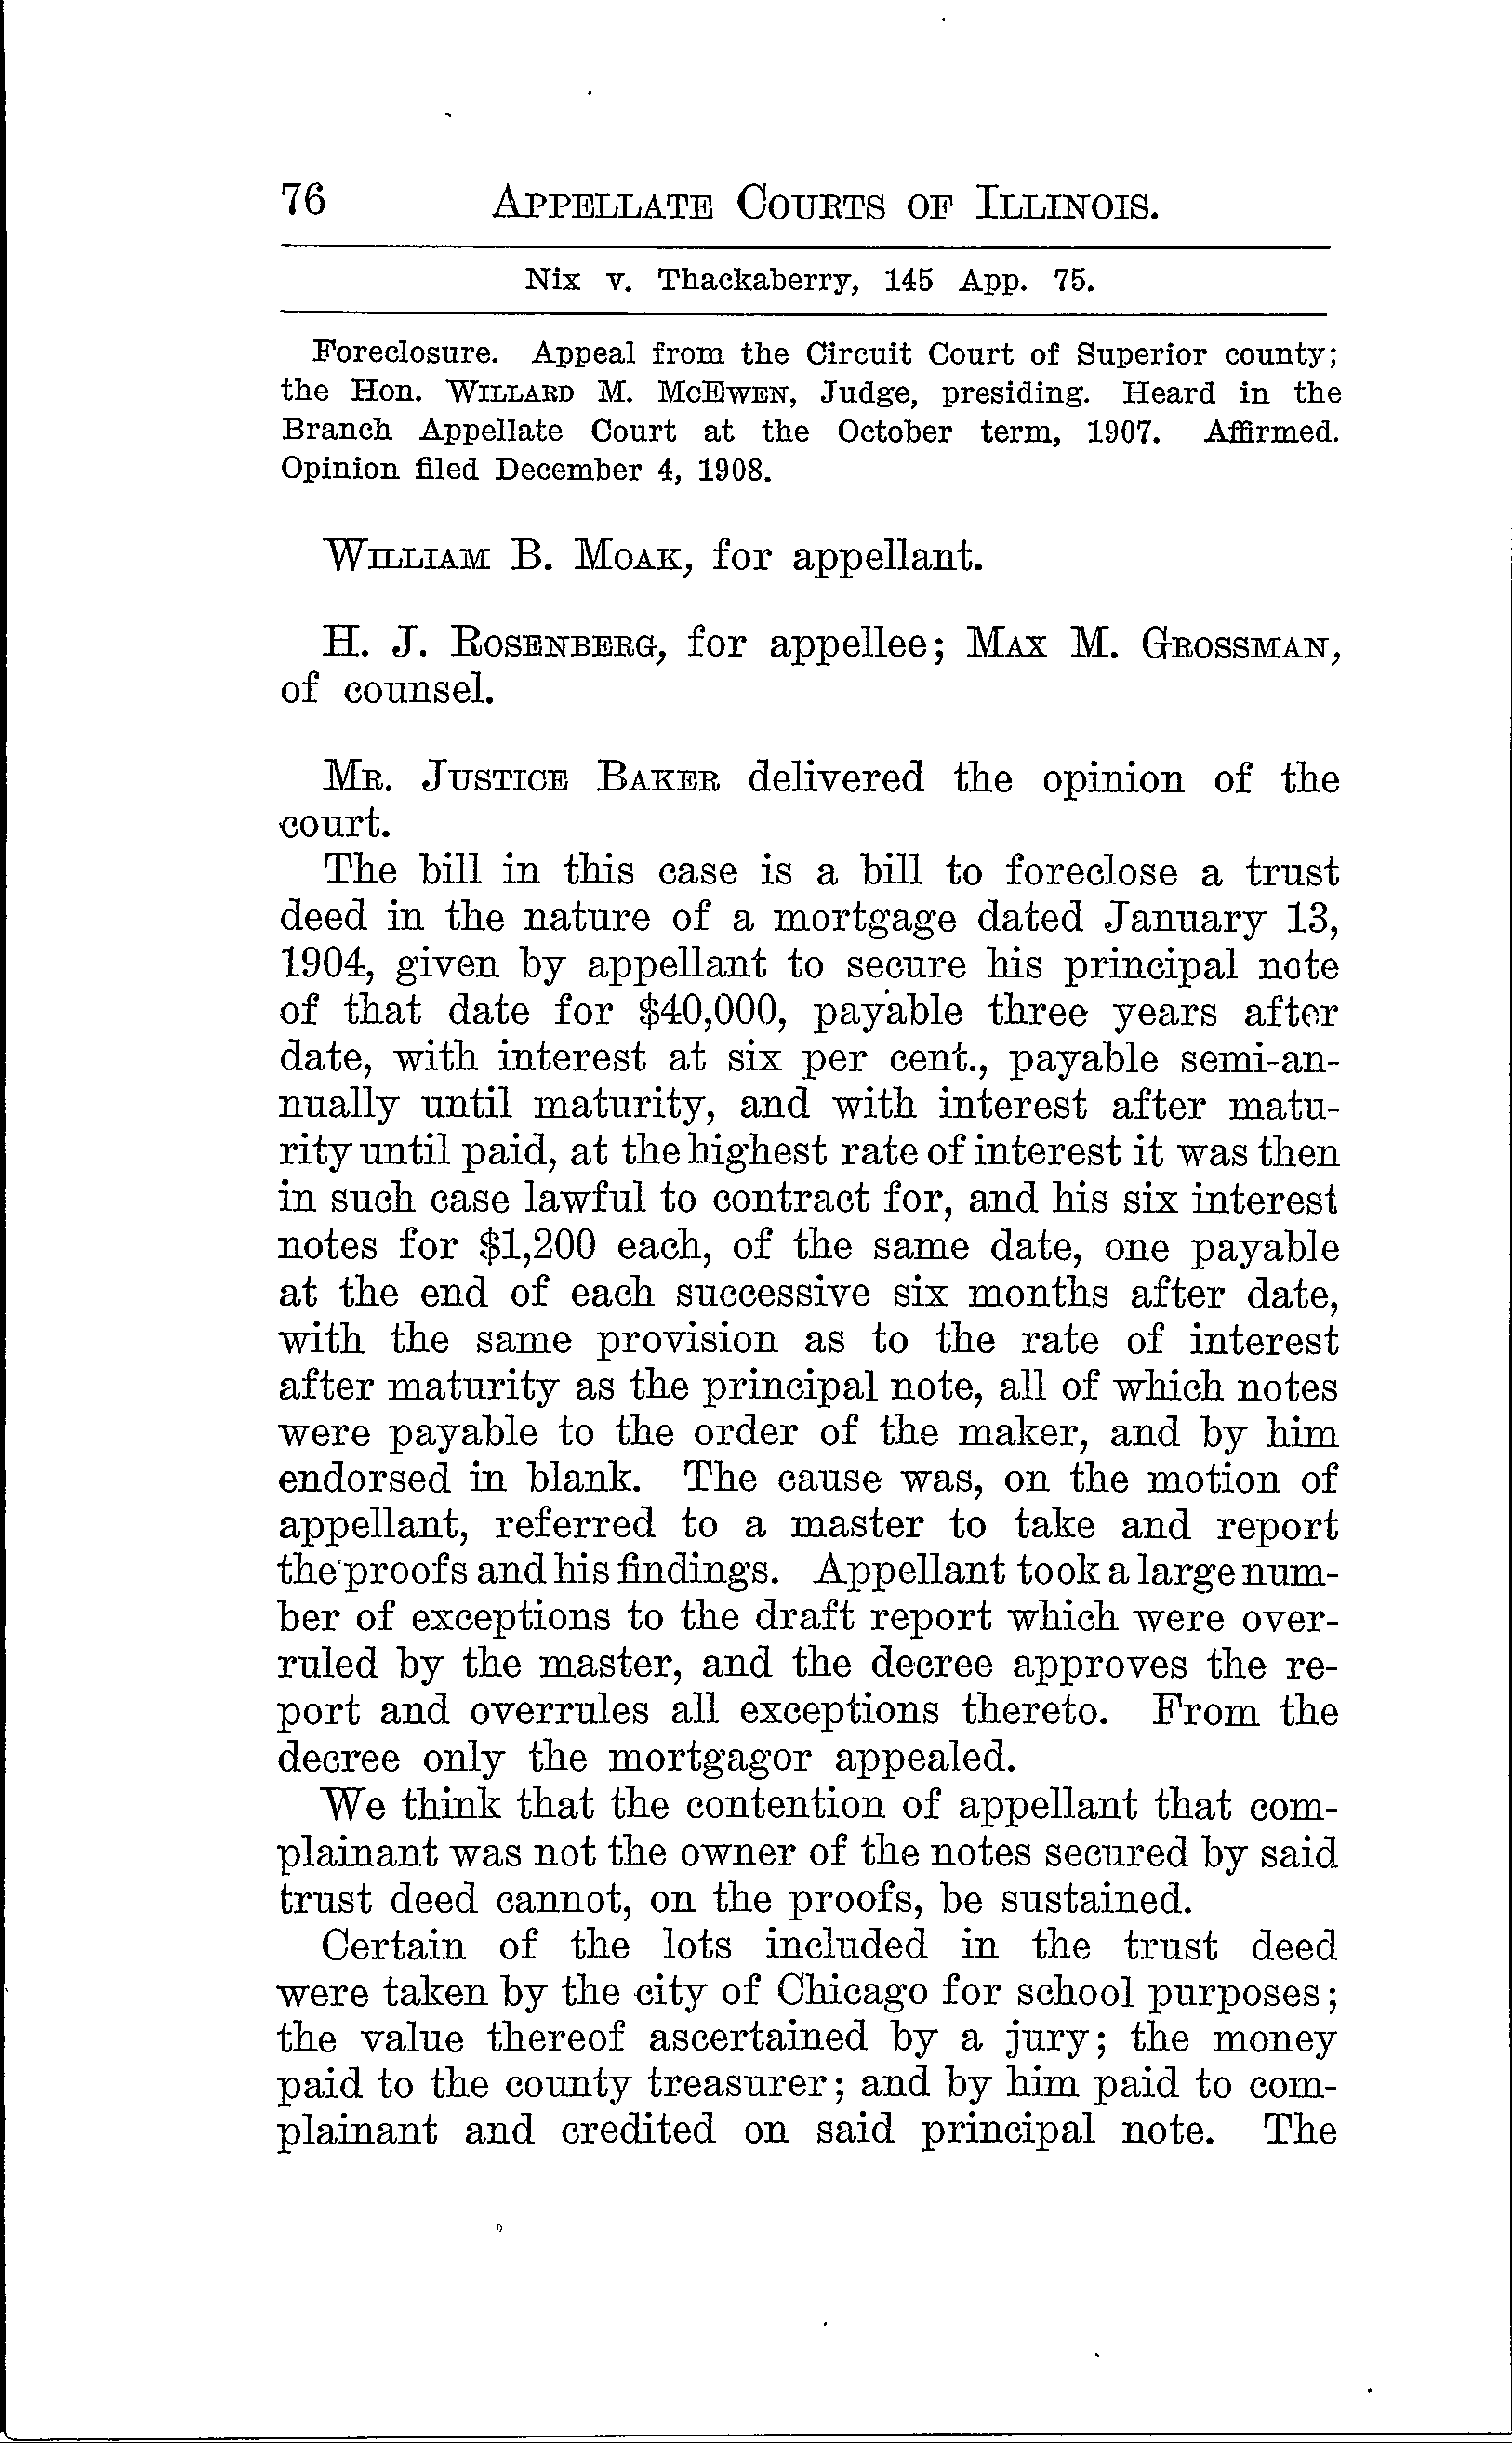 76 APPELLATE COURTS OF ILLINOIS.
Nix v. Thackaberry, 145 App. 75.
Foreclosure. Appeal from the Circuit Court of Superior county;
the Hon. WILLARD M. MCEWEN, Judge, presiding. Heard in the
Branch Appellate Court at the October term, 1907. Affirmed.
Opinion filed December 4, 1908.
WILLIAM B. MOAK, for appellant.
H. J. ROSENBERG, for appellee; MAX M. GROSSMAN,
of counsel.
MR. JUSTICE BAKER delivered the opinion of the
court.
The bill in this case is a bill to foreclose a trust
deed in the nature of a mortgage dated January 13,
1904, given by appellant to secure his principal note
of that date for $40,000, payable three years after
date, with interest at six per cent., payable semi-an-
nually until maturity, and with interest after matu-
rity until paid, at the highest rate of interest it was then
in such case lawful to contract for, and his six interest
notes for $1,200 each, of the same date, one payable
at the end of each successive six months after date,
with the same provision as to the rate of interest
after maturity as the principal note, all of which notes
were payable to the order of the maker, and by him
endorsed in blank. The cause was, on the motion of
appellant, referred to a master to take and report
the proofs and his findings. Appellant took a large num-
ber of exceptions to the draft report which were over-
ruled by the master, and the decree approves the re-
port and overrules all exceptions thereto. From the
decree only the mortgagor appealed.
We think that the contention of appellant that com-
plainant was not the owner of the notes secured by said
trust deed cannot, on the proofs, be sustained.
Certain of the lots included in the trust deed
were taken by the city of Chicago for school purposes;
the value thereof ascertained by a jury; the money
paid to the county treasurer; and by him paid to com-
plainant and credited on said principal note. The